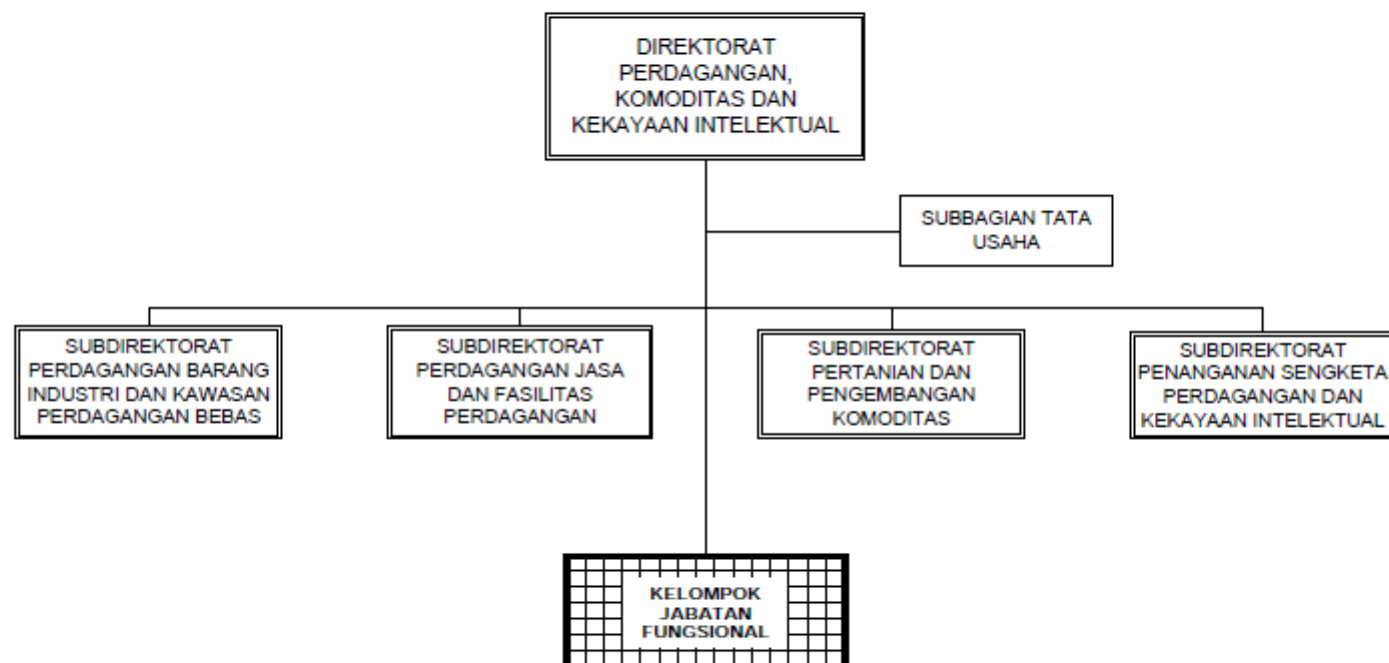 DIREKTORAT
PERDAGANGAN,
KOMODITAS DAN
KEKAYAAN INTELEKTUAL
SUBBAGIAN TATA
USAHA
SUBDIREKTORAT
PERDAGANGAN BARANG
INDUSTRI DAN KAWASAN
PERDAGANGAN BEBAS
SUBDIREKTORAT
PERDAGANGAN JASA
DAN FASILITAS
PERDAGANGAN
SUBDIREKTORAT
PERTANIAN DAN
PENGEMBANGAN
KOMODITAS
SUBDIREKTORAT
PENANGANAN SENGKETA
PERDAGANGAN DAN
KEKAYAAN INTELEKTUAL
KELOMPOK
JABATAN
FUNGSIONAL